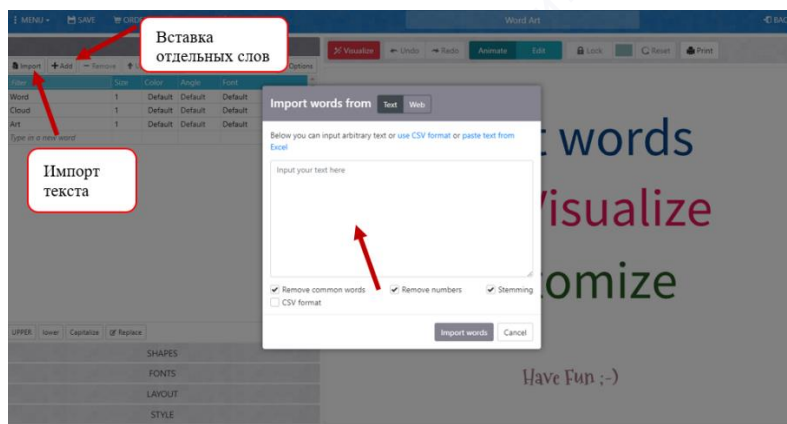 MENU SAVE Word Art
Вставка
отдельных слов
Visualize Undo Redo Animate Edit Lock Reset Print
Import Add Remove Options
Filter Size Color Angle Font
Word 1 Default Default Default
Cloud 1 Default Default Default
Art 1 Default Default Default
Type in a new word
Импорт
текста
Import words from Text Web
Below you can input arbitrary text or use CSV format or paste text from
Excel
Input your text here
Remove common words Remove numbers Stemming
CSV format
Import words Cancel
words
Visualize
omize
Have Fun ;-)
UPPER lower Capitalize Replace
SHAPES
FONTS
LAYOUT
STYLE